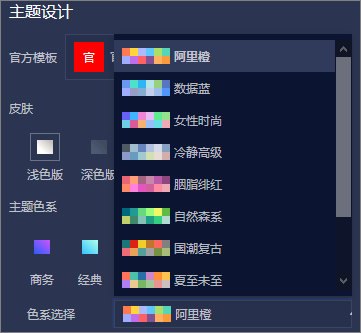 主题设计
官方模板
官
阿里橙
数据蓝
女性时尚
冷静高级
胭脂绯红
自然森系
国潮复古
夏至未至
皮肤
浅色版
深色版
主题色系
商务
经典
色系选择
阿里橙